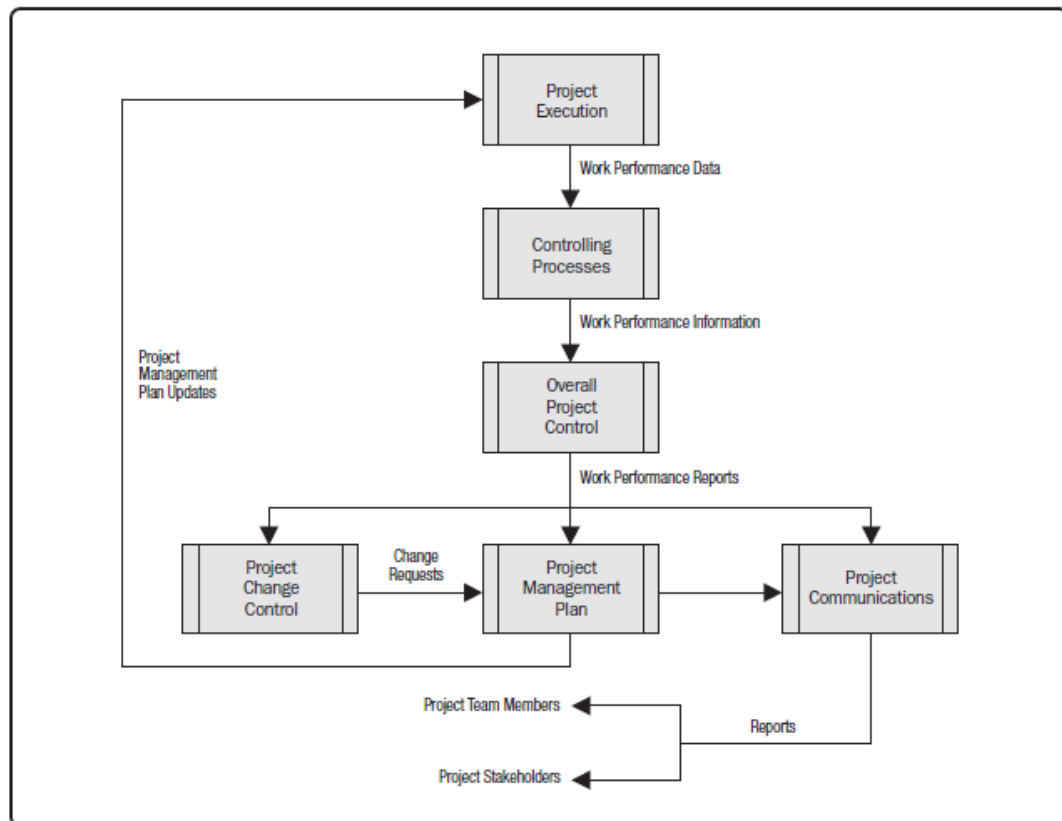 Project
Execution
Work Performance Data
Controlling
Processes
Work Performance Information
Project
Management
Plan Updates
Overall
Project
Control
Work Performance Reports
Project
Change
Control
Change
Requests
Project
Management
Plan
Project
Communications
Project Team Members
Reports
Project Stakeholders